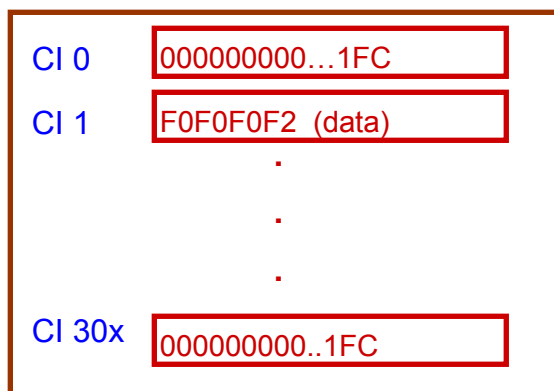 CI 0 000000000…1FC
CI 1 F0F0F0F2 (data)
.
.
.
CI 30x 000000000..1FC